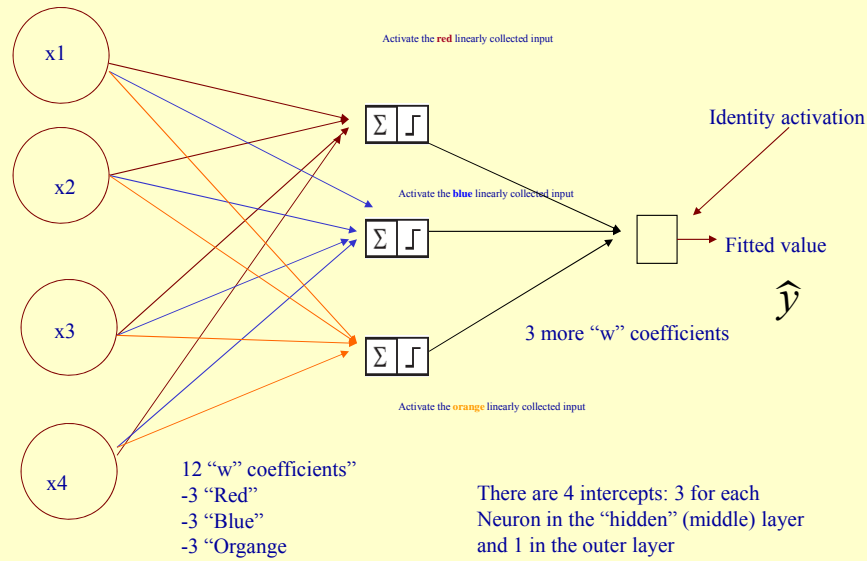 x1
x2
x3
x4
Activate the red linearly collected input
Σ
Activate the blue linearly collected input
Σ
Σ
Activate the orange linearly collected input
Identity activation
Fitted value
ŷ
3 more “w” coefficients
12 “w” coefficients”
-3 “Red”
-3 “Blue”
-3 “Organge
There are 4 intercepts: 3 for each
Neuron in the “hidden” (middle) layer
and 1 in the outer layer